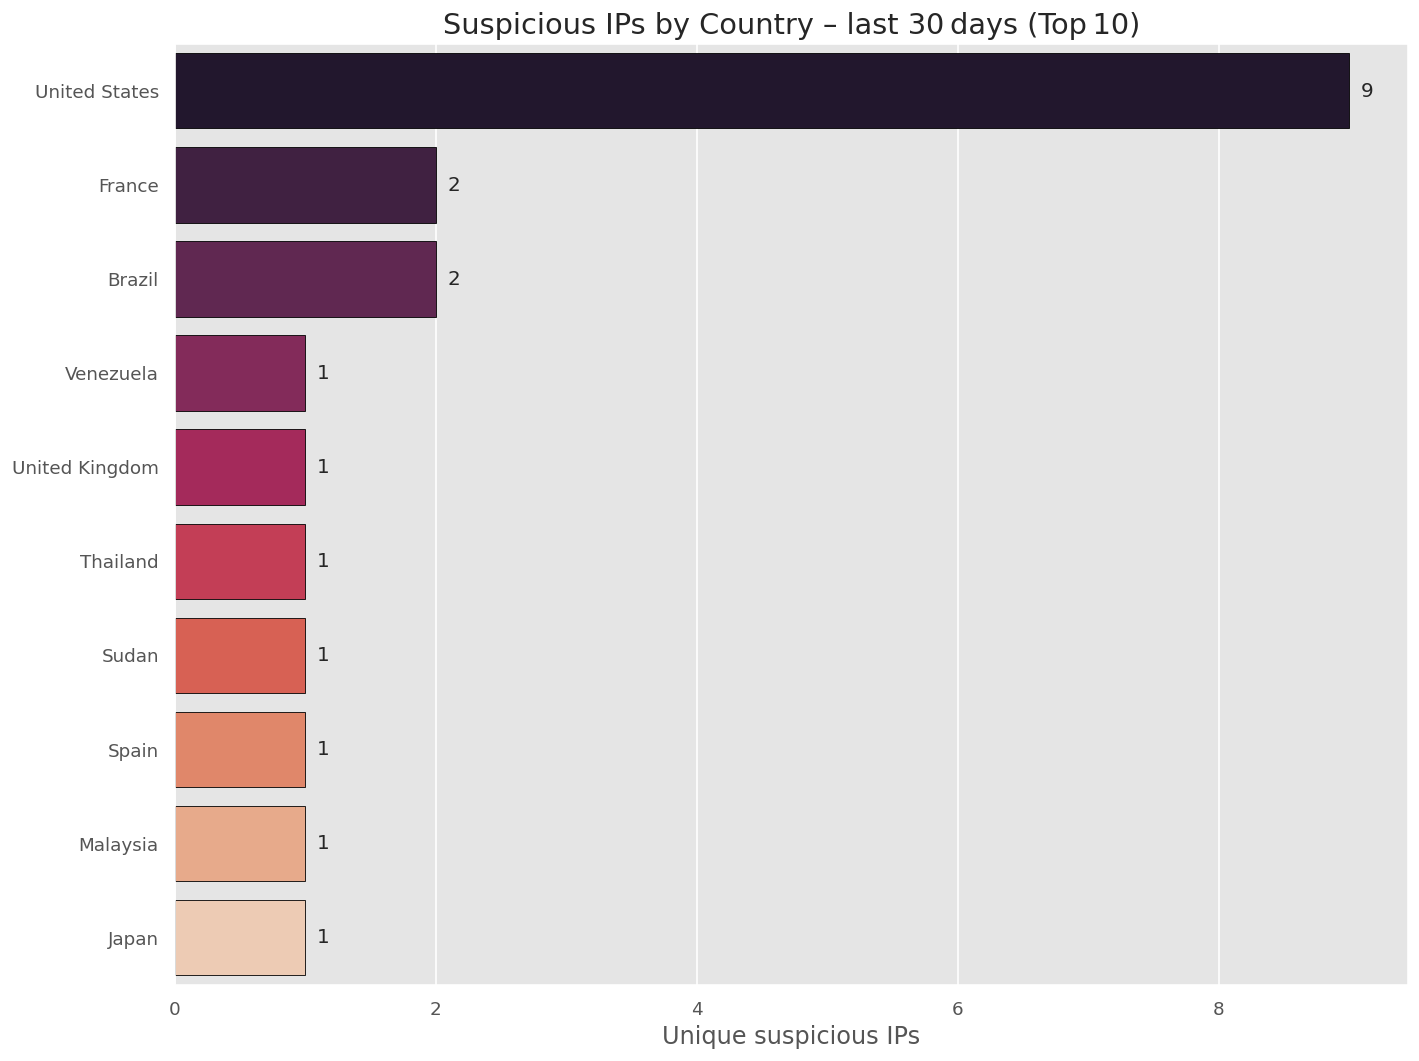 Suspicious IPs by Country – last 30 days (Top 10)
United States 9
France 2
Brazil 2
Venezuela 1
United Kingdom 1
Thailand 1
Sudan 1
Spain 1
Malaysia 1
Japan 1
0 2 4 6 8
Unique suspicious IPs